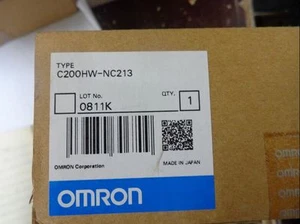 TYPE
C200HW-NC213
LOT No.
QTY.
0811K
1
OMRON Corporation
MADE IN JAPAN
OMRON